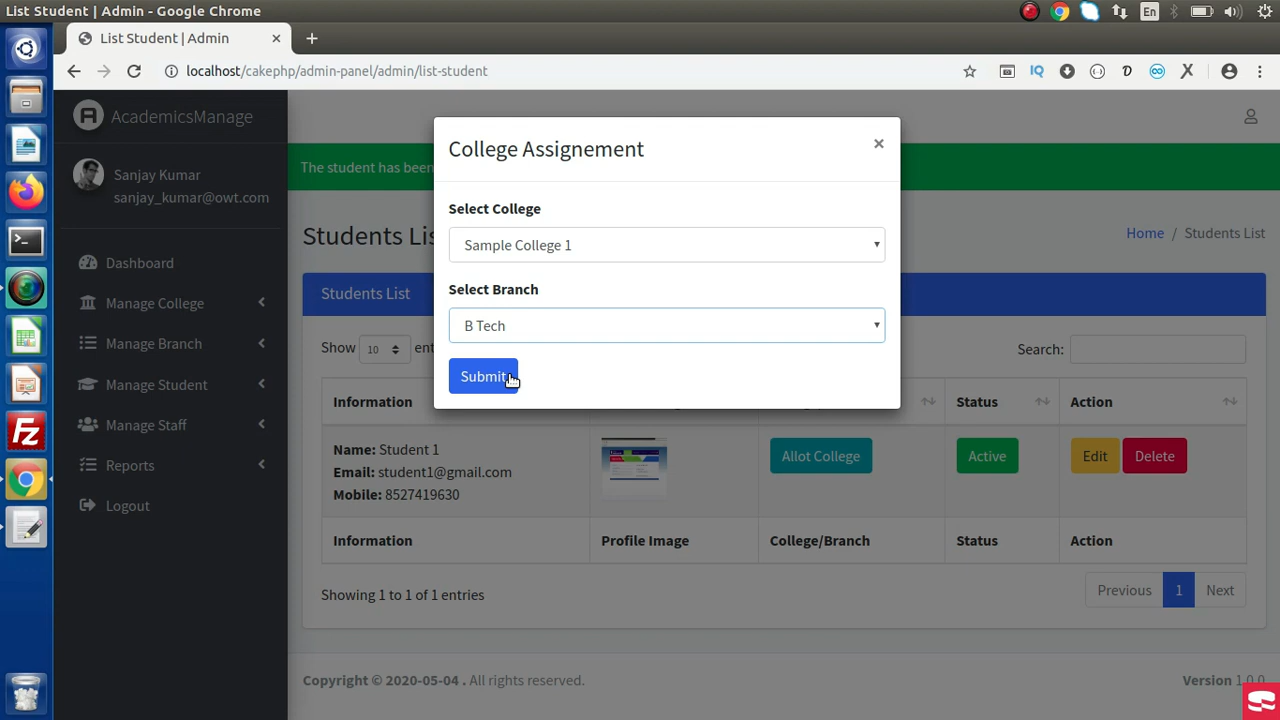 List Student | Admin - Google Chrome
En
List Student | Admin
localhost/cakephp/admin-panel/admin/list-student
IQ
AcademicsManage
Sanjay Kumar
sanjay_kumar@owt.com
Dashboard
Manage College
Manage Branch
Manage Student
Manage Staff
Reports
Logout
The student has been
Students Li
Home / Students List
Students List
Show 10 ent
Search:
College Assignement
×
Select College
Sample College 1
Select Branch
B Tech
Submit
Information
Status
Action
Name: Student 1
Email: student1@gmail.com
Mobile: 8527419630
Allot College
Active
Edit
Delete
Information
Profile Image
College/Branch
Status
Action
Showing 1 to 1 of 1 entries
Previous
1
Next
Copyright © 2020-05-04 . All rights reserved.
Version 1.0.0